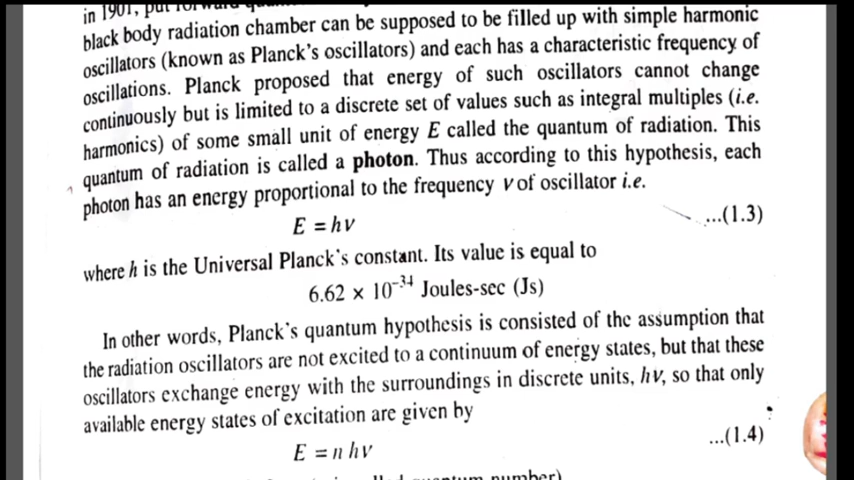 in 1901, put forward
black body radiation chamber can be supposed to be filled up with simple harmonic
oscillators (known as Planck's oscillators) and each has a characteristic frequency of
oscillations. Planck proposed that energy of such oscillators cannot change
continuously but is limited to a discrete set of values such as integral multiples (i.e.
harmonics) of some small unit of energy E called the quantum of radiation. This
quantum of radiation is called a photon. Thus according to this hypothesis, each
photon has an energy proportional to the frequency ν of oscillator i.e.
E = hν ...(1.3)
where h is the Universal Planck's constant. Its value is equal to
6.62 × 10⁻³⁴ Joules-sec (Js)
In other words, Planck's quantum hypothesis is consisted of the assumption that
the radiation oscillators are not excited to a continuum of energy states, but that these
oscillators exchange energy with the surroundings in discrete units, hν, so that only
available energy states of excitation are given by
E = n hν ...(1.4)
quantum number)